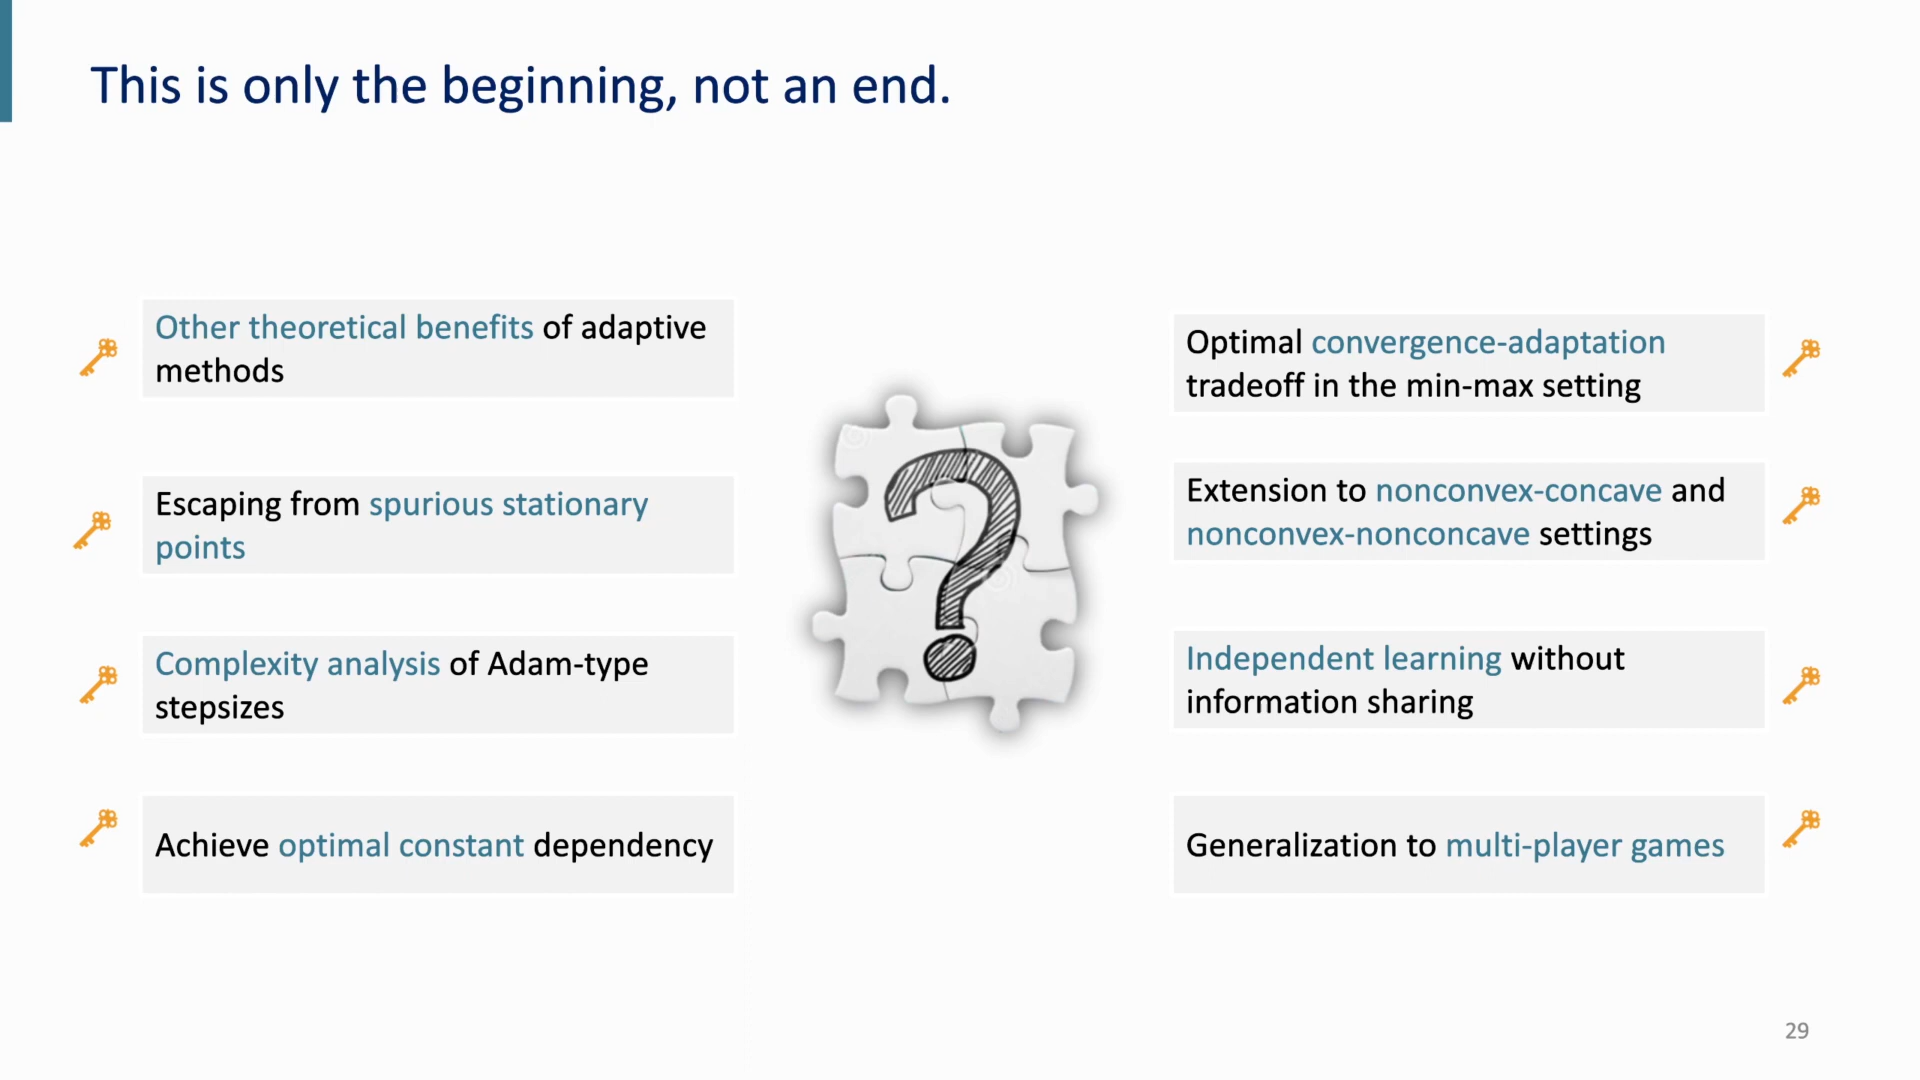 This is only the beginning, not an end.
Other theoretical benefits of adaptive
methods
Escaping from spurious stationary
points
Complexity analysis of Adam-type
stepsizes
Achieve optimal constant dependency
?
Optimal convergence-adaptation
tradeoff in the min-max setting
Extension to nonconvex-concave and
nonconvex-nonconcave settings
Independent learning without
information sharing
Generalization to multi-player games
29